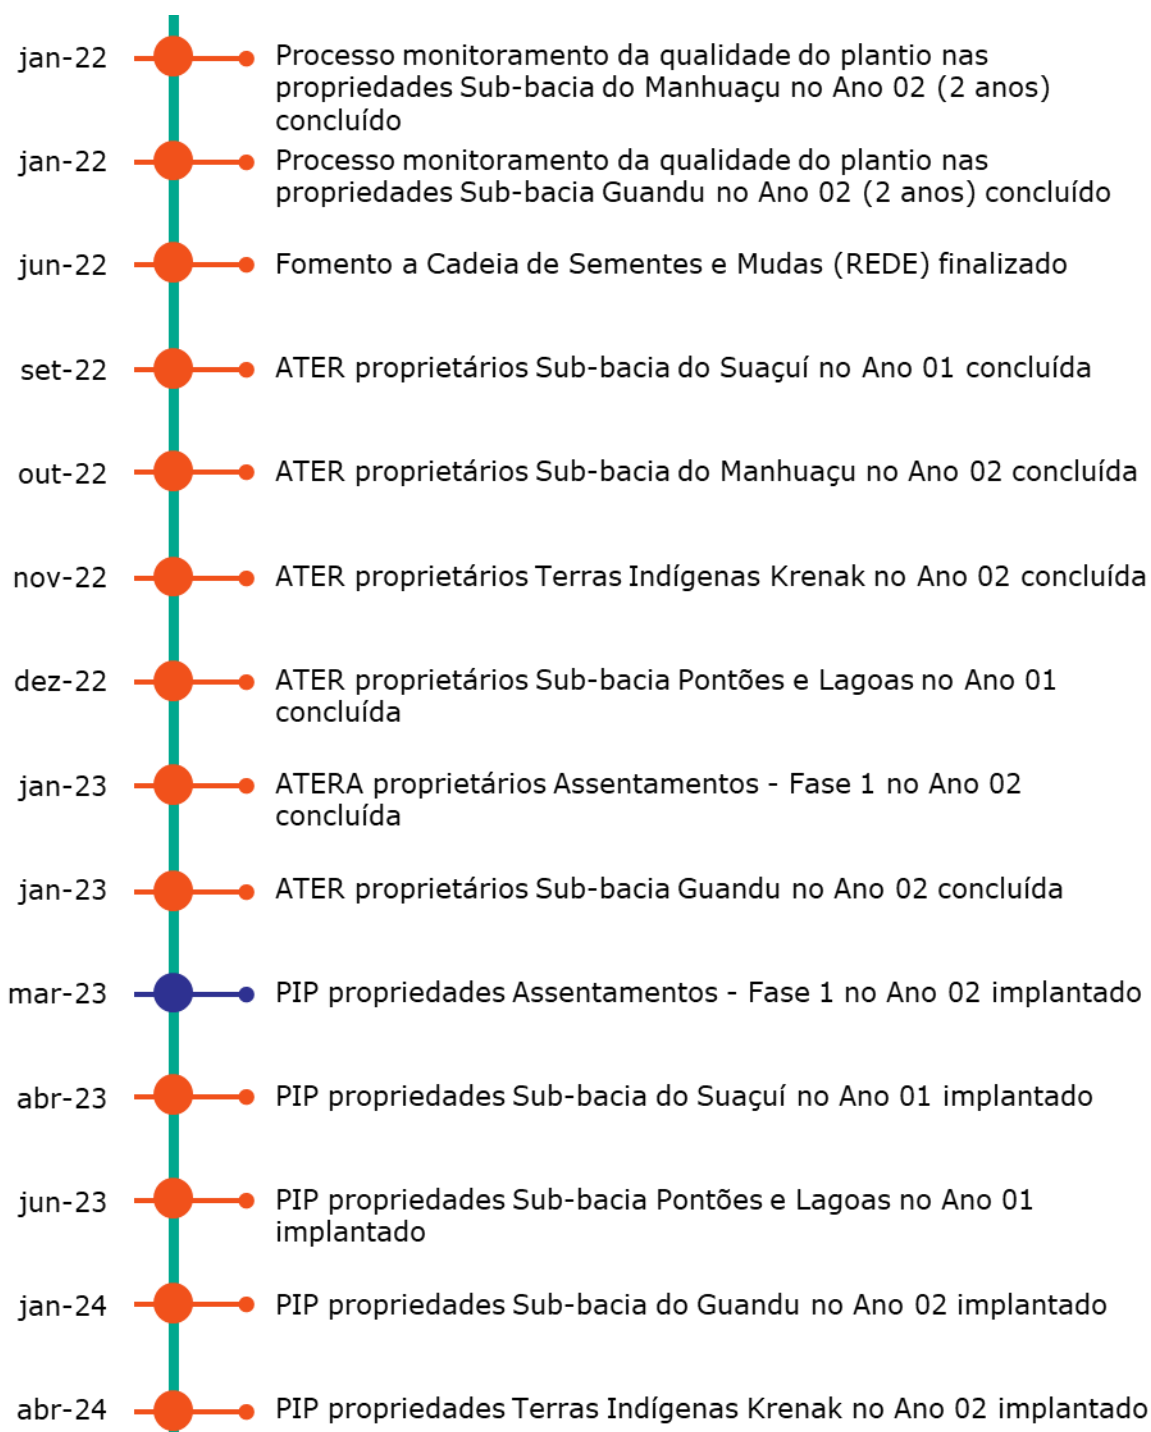 jan-22
Processo monitoramento da qualidade do plantio nas
propriedades Sub-bacia do Manhuaçu no Ano 02 (2 anos)
concluído
jan-22
Processo monitoramento da qualidade do plantio nas
propriedades Sub-bacia Guandu no Ano 02 (2 anos) concluído
jun-22
Fomento a Cadeia de Sementes e Mudas (REDE) finalizado
set-22
ATER proprietários Sub-bacia do Suaçuí no Ano 01 concluída
out-22
ATER proprietários Sub-bacia do Manhuaçu no Ano 02 concluída
nov-22
ATER proprietários Terras Indígenas Krenak no Ano 02 concluída
dez-22
ATER proprietários Sub-bacia Pontões e Lagoas no Ano 01
concluída
jan-23
ATERA proprietários Assentamentos - Fase 1 no Ano 02
concluída
jan-23
ATER proprietários Sub-bacia Guandu no Ano 02 concluída
mar-23
PIP propriedades Assentamentos - Fase 1 no Ano 02 implantado
abr-23
PIP propriedades Sub-bacia do Suaçuí no Ano 01 implantado
jun-23
PIP propriedades Sub-bacia Pontões e Lagoas no Ano 01
implantado
jan-24
PIP propriedades Sub-bacia do Guandu no Ano 02 implantado
abr-24
PIP propriedades Terras Indígenas Krenak no Ano 02 implantado